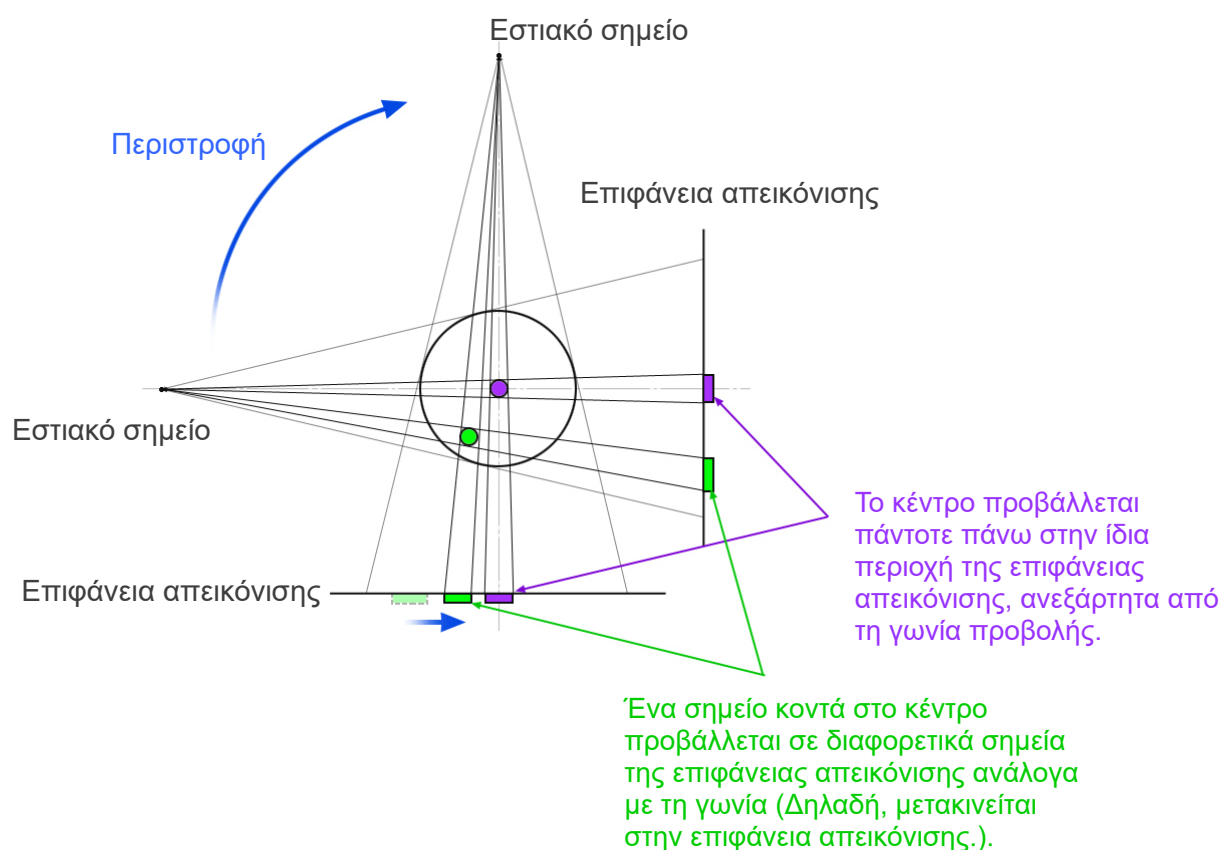 Εστιακό σημείο
Περιστροφή
Επιφάνεια απεικόνισης
Εστιακό σημείο
Το κέντρο προβάλλεται
πάντοτε πάνω στην ίδια
περιοχή της επιφάνειας
απεικόνισης, ανεξάρτητα από
τη γωνία προβολής.
Επιφάνεια απεικόνισης
Ένα σημείο κοντά στο κέντρο
προβάλλεται σε διαφορετικά σημεία
της επιφάνειας απεικόνισης ανάλογα
με τη γωνία (Δηλαδή, μετακινείται
στην επιφάνεια απεικόνισης.).